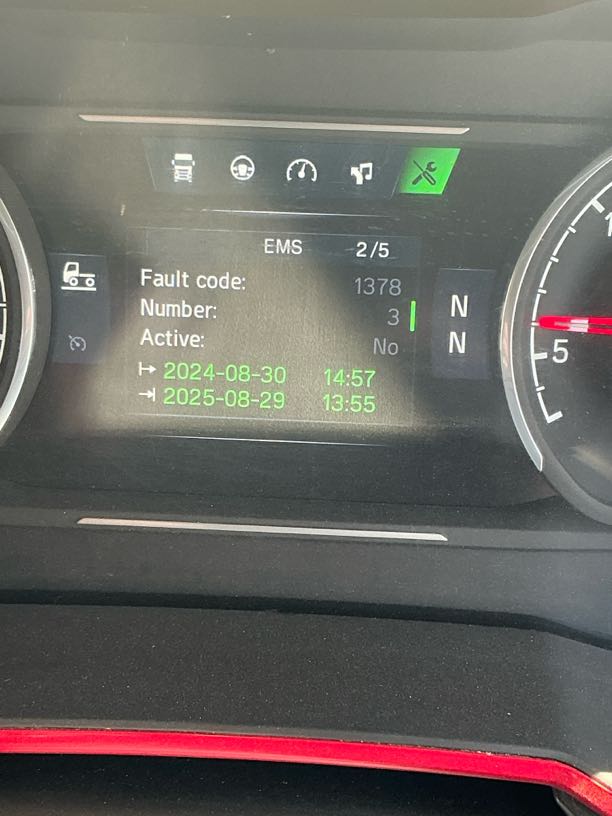 EMS 2/5
Fault code: 1378
Number: 3
Active: No
2024-08-30 14:57
2025-08-29 13:55
N
N
5